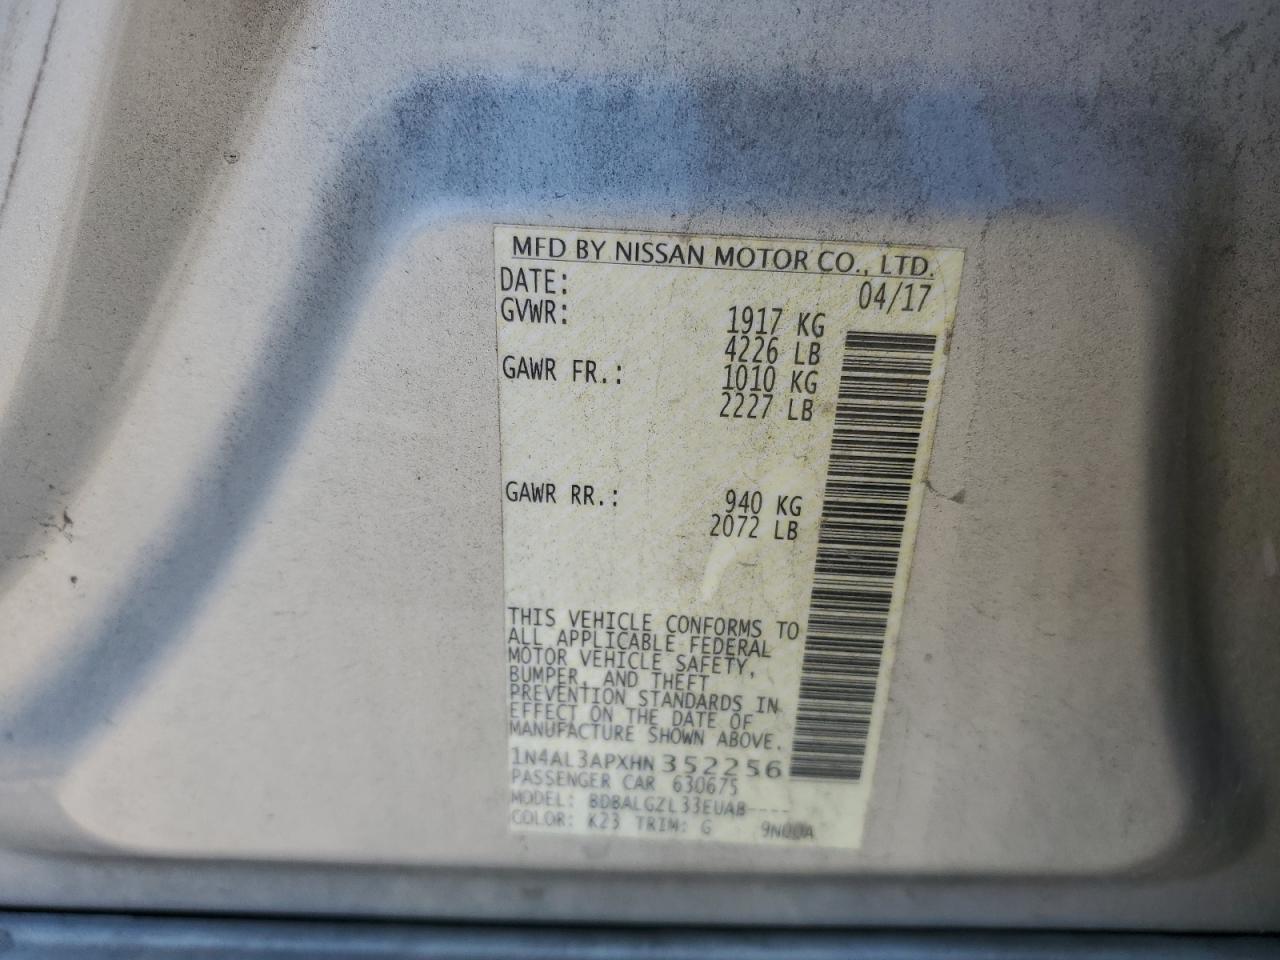 MFD BY NISSAN MOTOR CO., LTD.
DATE: 04/17
GVWR: 1917 KG
4226 LB
GAWR FR.: 1010 KG
2227 LB
GAWR RR.: 940 KG
2072 LB
THIS VEHICLE CONFORMS TO
ALL APPLICABLE FEDERAL
MOTOR VEHICLE SAFETY,
BUMPER, AND THEFT
PREVENTION STANDARDS IN
EFFECT ON THE DATE OF
MANUFACTURE SHOWN ABOVE.
1N4AL3APXHN352256
PASSENGER CAR 630675
MODEL: BDBALGZL33EUAB-----
COLOR: K23 TRIM: G 9N00A